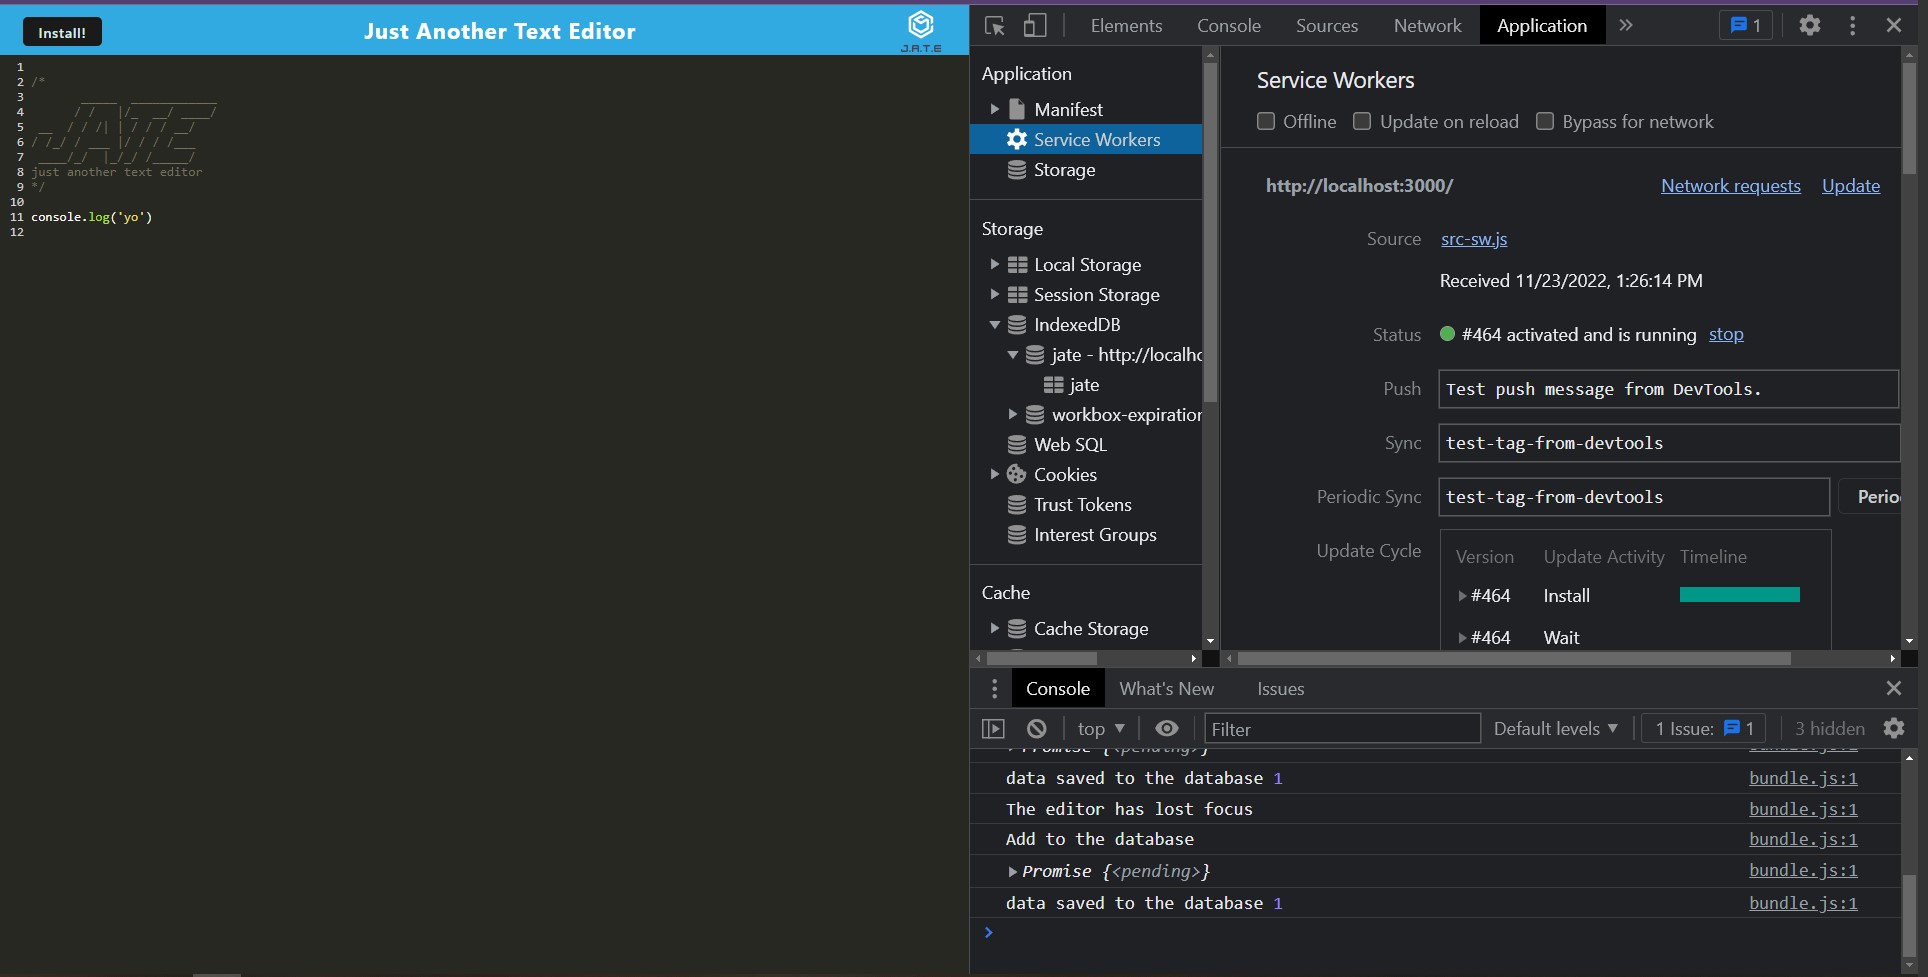 Install!
Just Another Text Editor
J.A.T.E
1
2 /*
3
4
5
6
7
8 just another text editor
9 */
10
11 console.log('yo')
12
Elements Console Sources Network Application » 1
Application
Manifest
Service Workers
Storage
Storage
Local Storage
Session Storage
IndexedDB
jate - http://localho
jate
workbox-expiration
Web SQL
Cookies
Trust Tokens
Interest Groups
Cache
Cache Storage
Service Workers
Offline Update on reload Bypass for network
http://localhost:3000/ Network requests Update
Source src-sw.js
Received 11/23/2022, 1:26:14 PM
Status #464 activated and is running stop
Push Test push message from DevTools.
Sync test-tag-from-devtools
Periodic Sync test-tag-from-devtools Perio
Update Cycle Version Update Activity Timeline
#464 Install
#464 Wait
Console What's New Issues
top Filter Default levels 1 Issue: 1 3 hidden
Promise {<pending>} bundle.js:1
data saved to the database 1 bundle.js:1
The editor has lost focus bundle.js:1
Add to the database bundle.js:1
Promise {<pending>} bundle.js:1
data saved to the database 1 bundle.js:1
>